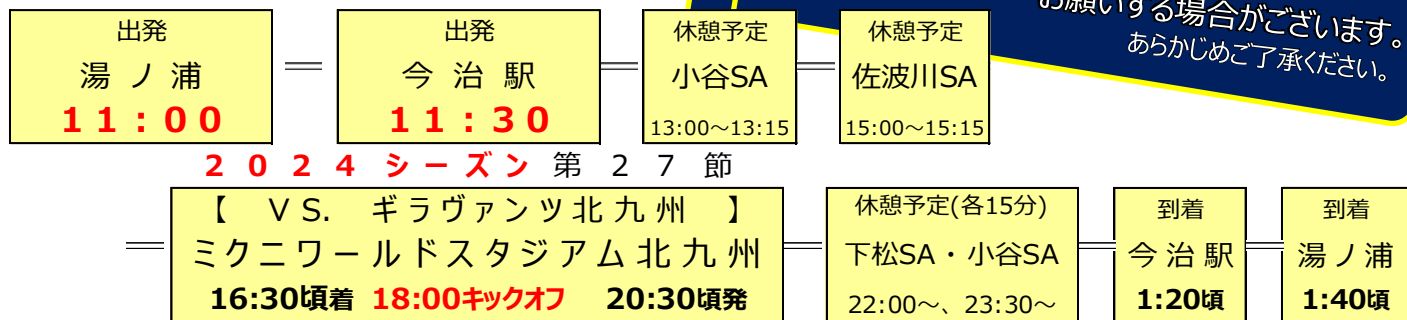 お願いする場合がございます。
あらかじめご了承ください。
出発
湯ノ浦
11:00
出発
今治駅
11:30
休憩予定
小谷SA
13:00～13:15
休憩予定
佐波川SA
15:00～15:15
2024シーズン第27節
【 VS. ギラヴァンツ北九州 】
ミクニワールドスタジアム北九州
16:30頃着 18:00キックオフ 20:30頃発
休憩予定(各15分)
下松SA・小谷SA
22:00～、23:30～
到着
今治駅
1:20頃
到着
湯ノ浦
1:40頃